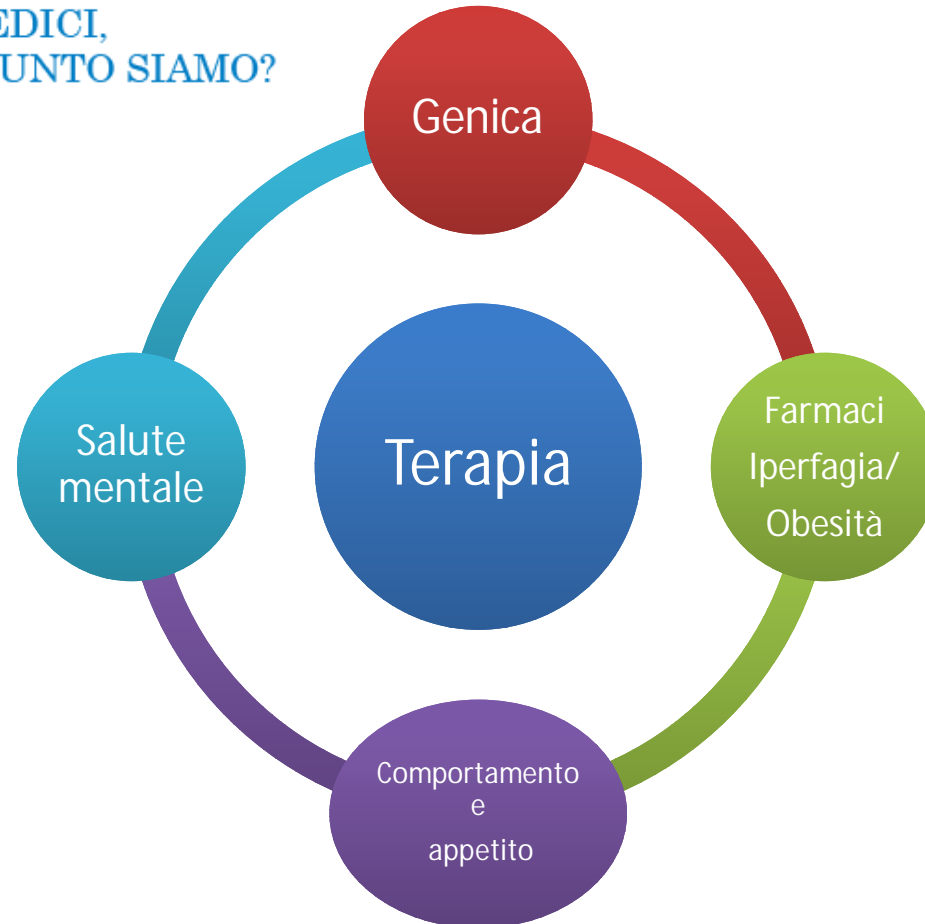 EDICI,
UNTO SIAMO?
Genica
Salute
mentale
Terapia
Farmaci
Iperfagia/
Obesità
Comportamento
e
appetito